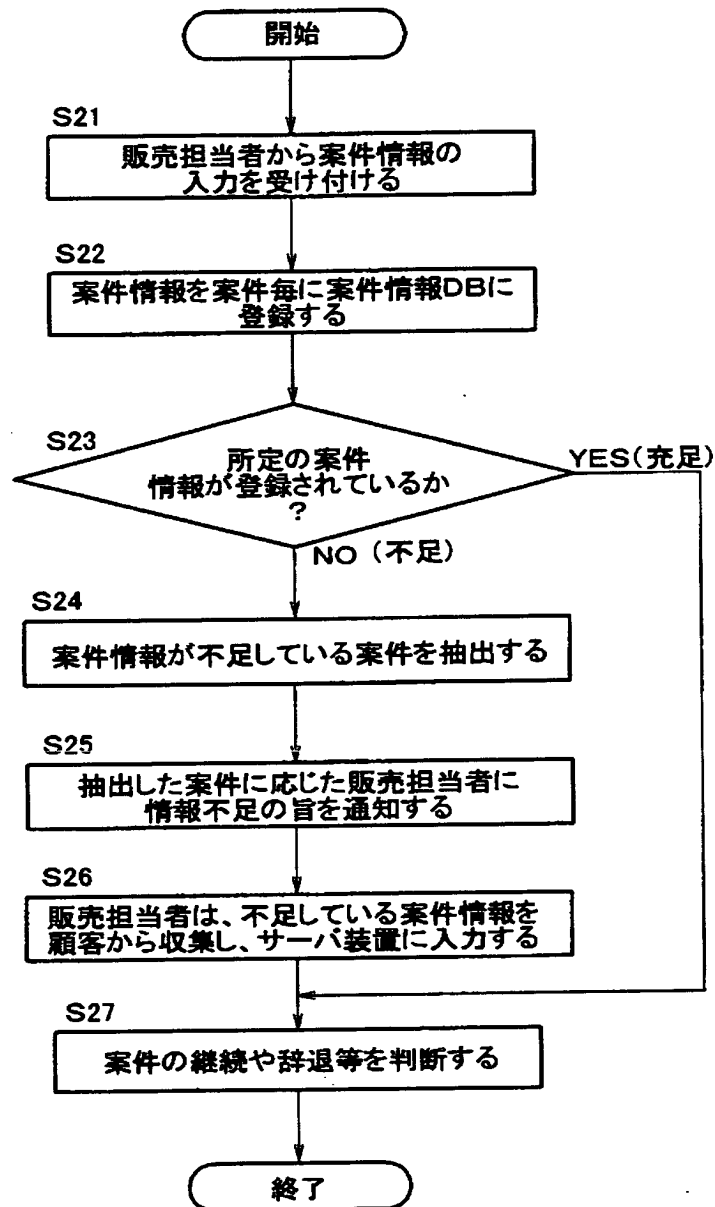 開始
S21
販売担当者から案件情報の
入力を受け付ける
S22
案件情報を案件毎に案件情報DBに
登録する
S23
所定の案件
情報が登録されているか
?
YES(充足)
NO(不足)
S24
案件情報が不足している案件を抽出する
S25
抽出した案件に応じた販売担当者に
情報不足の旨を通知する
S26
販売担当者は、不足している案件情報を
顧客から収集し、サーバ装置に入力する
S27
案件の継続や辞退等を判断する
終了